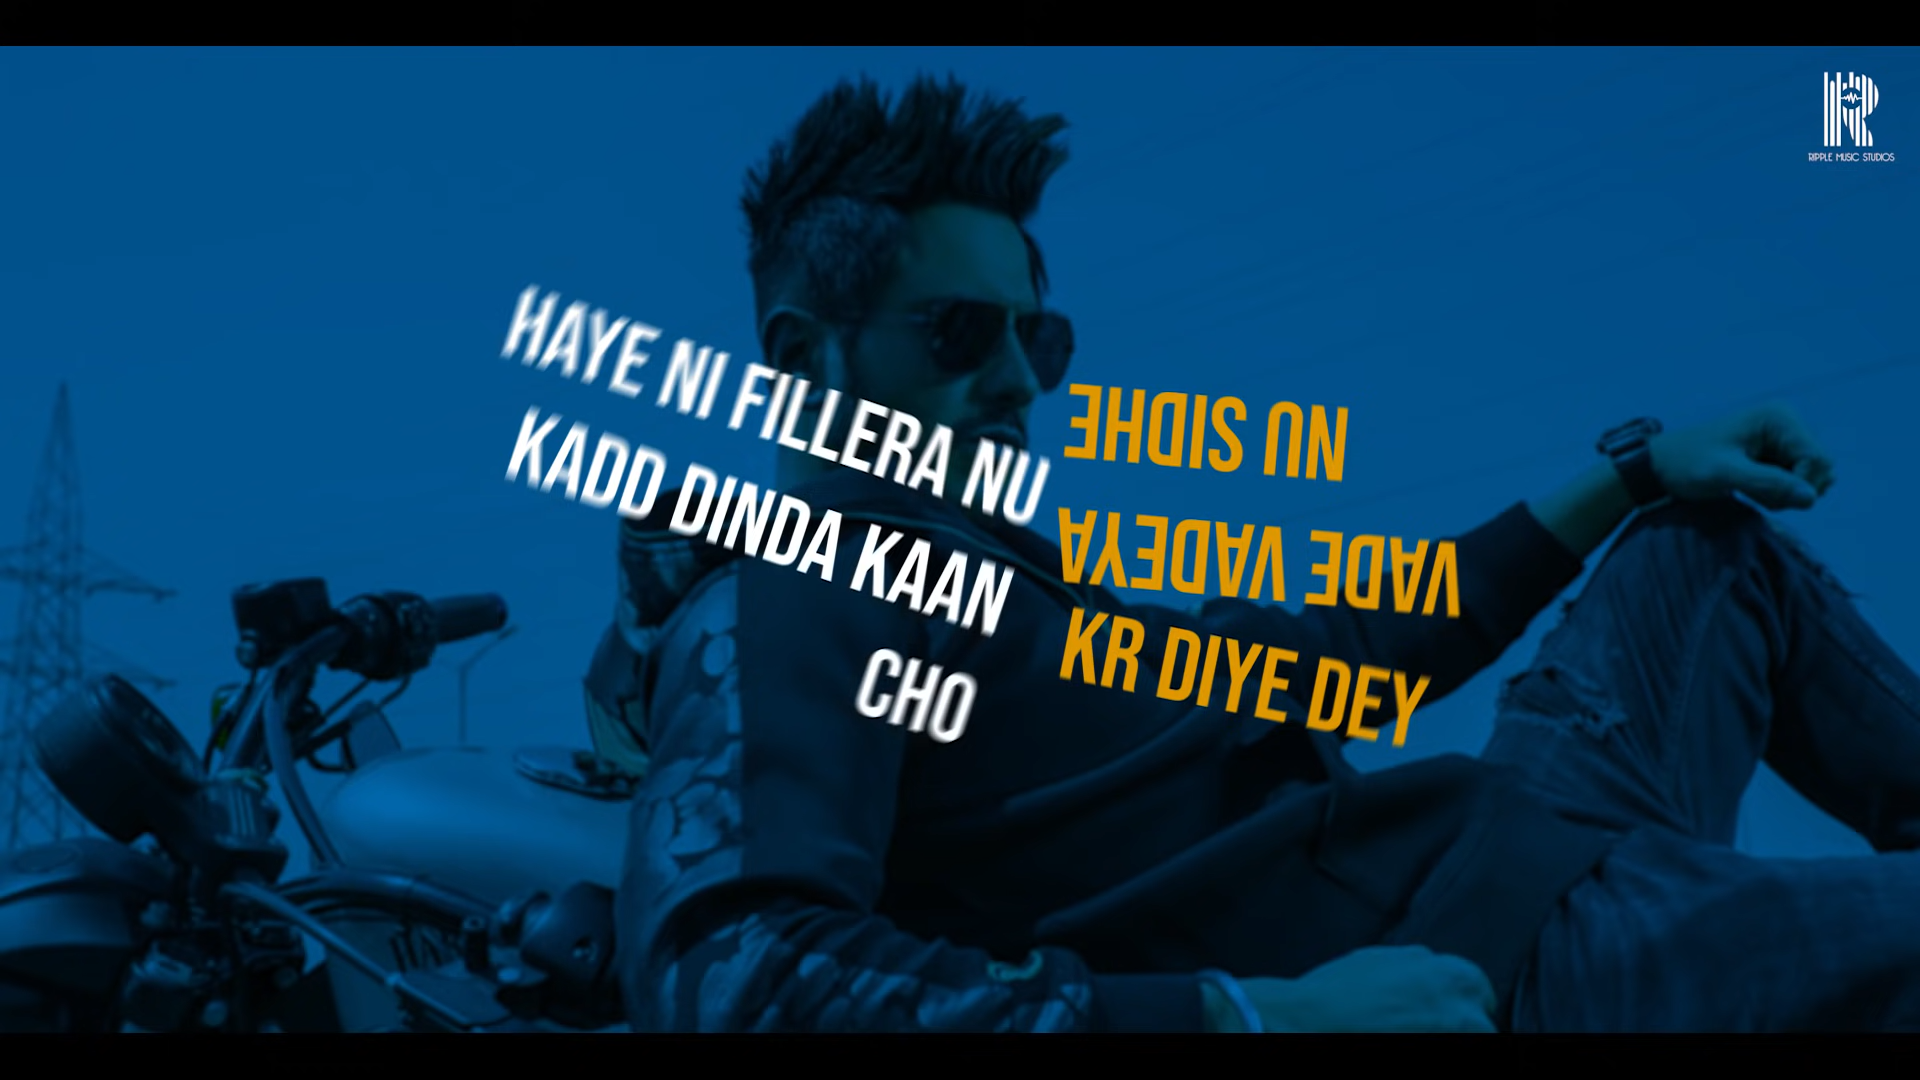 HAYE NI FILLERA NU
KADD DINDA KAAN
CHO
VADE VADEYA
NU SIDHE
KR DIYE DEY
RIPPLE MUSIC STUDIOS